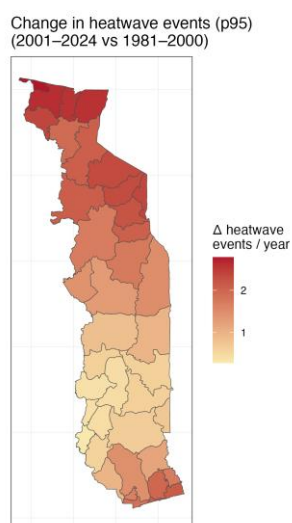 Change in heatwave events (p95)
(2001–2024 vs 1981–2000)
Δ heatwave
events / year
2
1